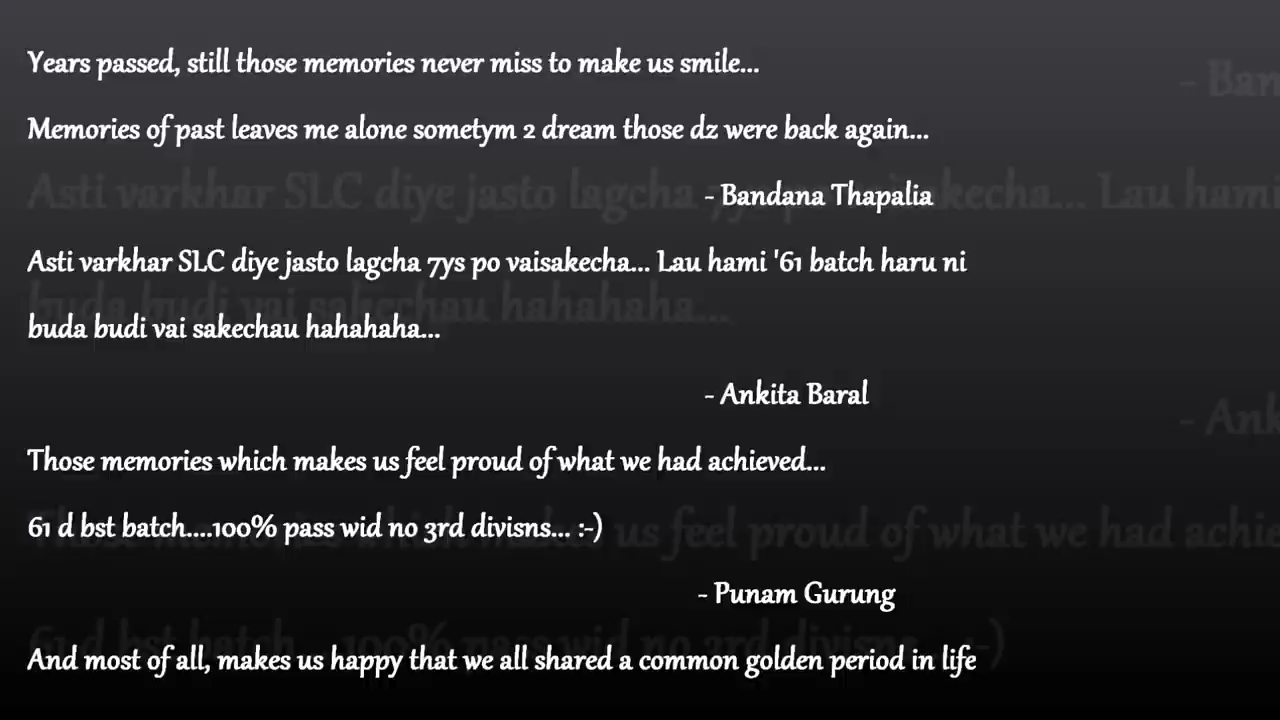 Years passed, still those memories never miss to make us smile...
Memories of past leaves me alone sometym 2 dream those dz were back again...
- Bandana Thapalia
Asti varkhar SLC diye jasto lagcha 7ys po vaisakecha... Lau hami '61 batch haru ni
buda budi vai sakechau hahahaha...
- Ankita Baral
Those memories which makes us feel proud of what we had achieved...
61 d bst batch....100% pass wid no 3rd divisns... :-)
- Punam Gurung
And most of all, makes us happy that we all shared a common golden period in life